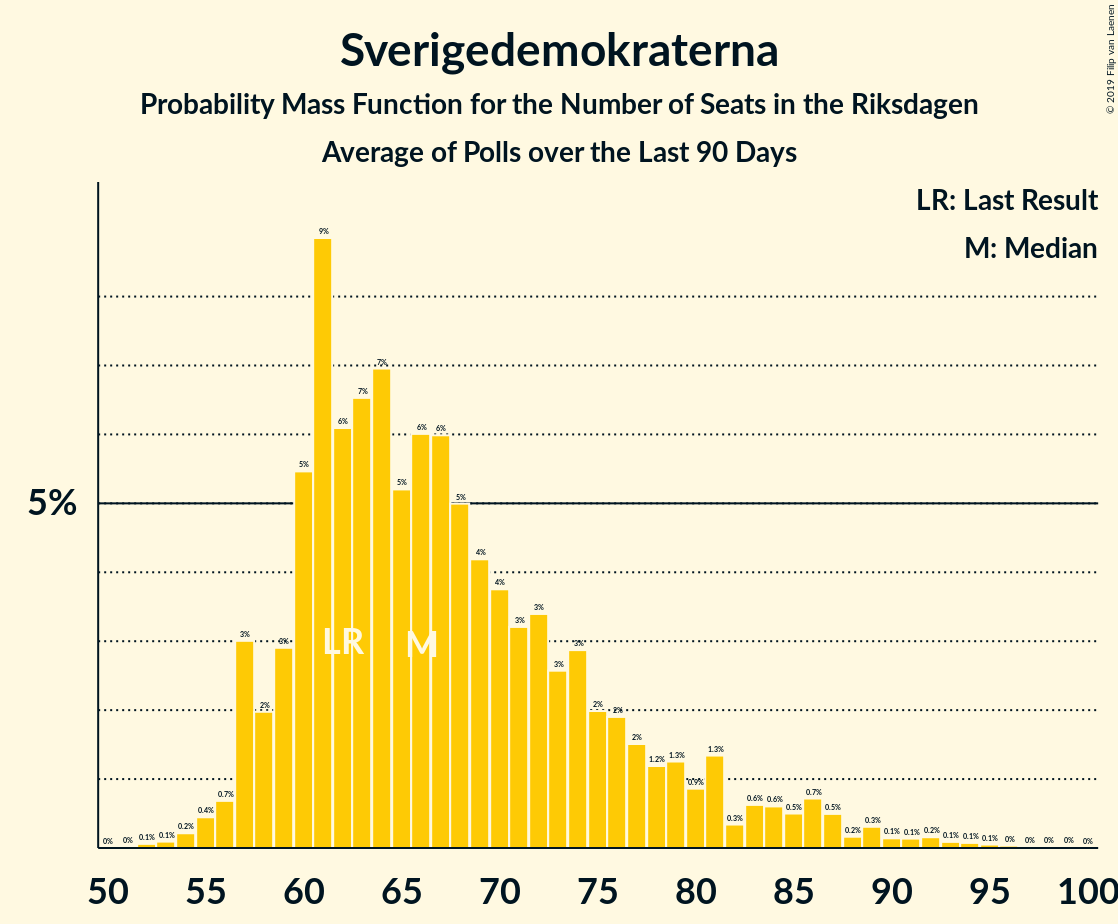 Sverigedemokraterna
Probability Mass Function for the Number of Seats in the Riksdagen
Average of Polls over the Last 90 Days
© 2019 Filip van Laenen
LR: Last Result
M: Median
5%
0% 0% 0.1% 0.1% 0.2% 0.4% 0.7% 3% 2% 3% 5% 9% 6% 7% 7% 5% 6% 6% 5% 4% 4% 3% 3% 3% 3% 2% 2% 2% 1.2% 1.3% 0.9% 1.3% 0.3% 0.6% 0.6% 0.5% 0.7% 0.5% 0.2% 0.3% 0.1% 0.1% 0.2% 0.1% 0.1% 0.1% 0% 0% 0% 0% 0%
LR M
50 55 60 65 70 75 80 85 90 95 100